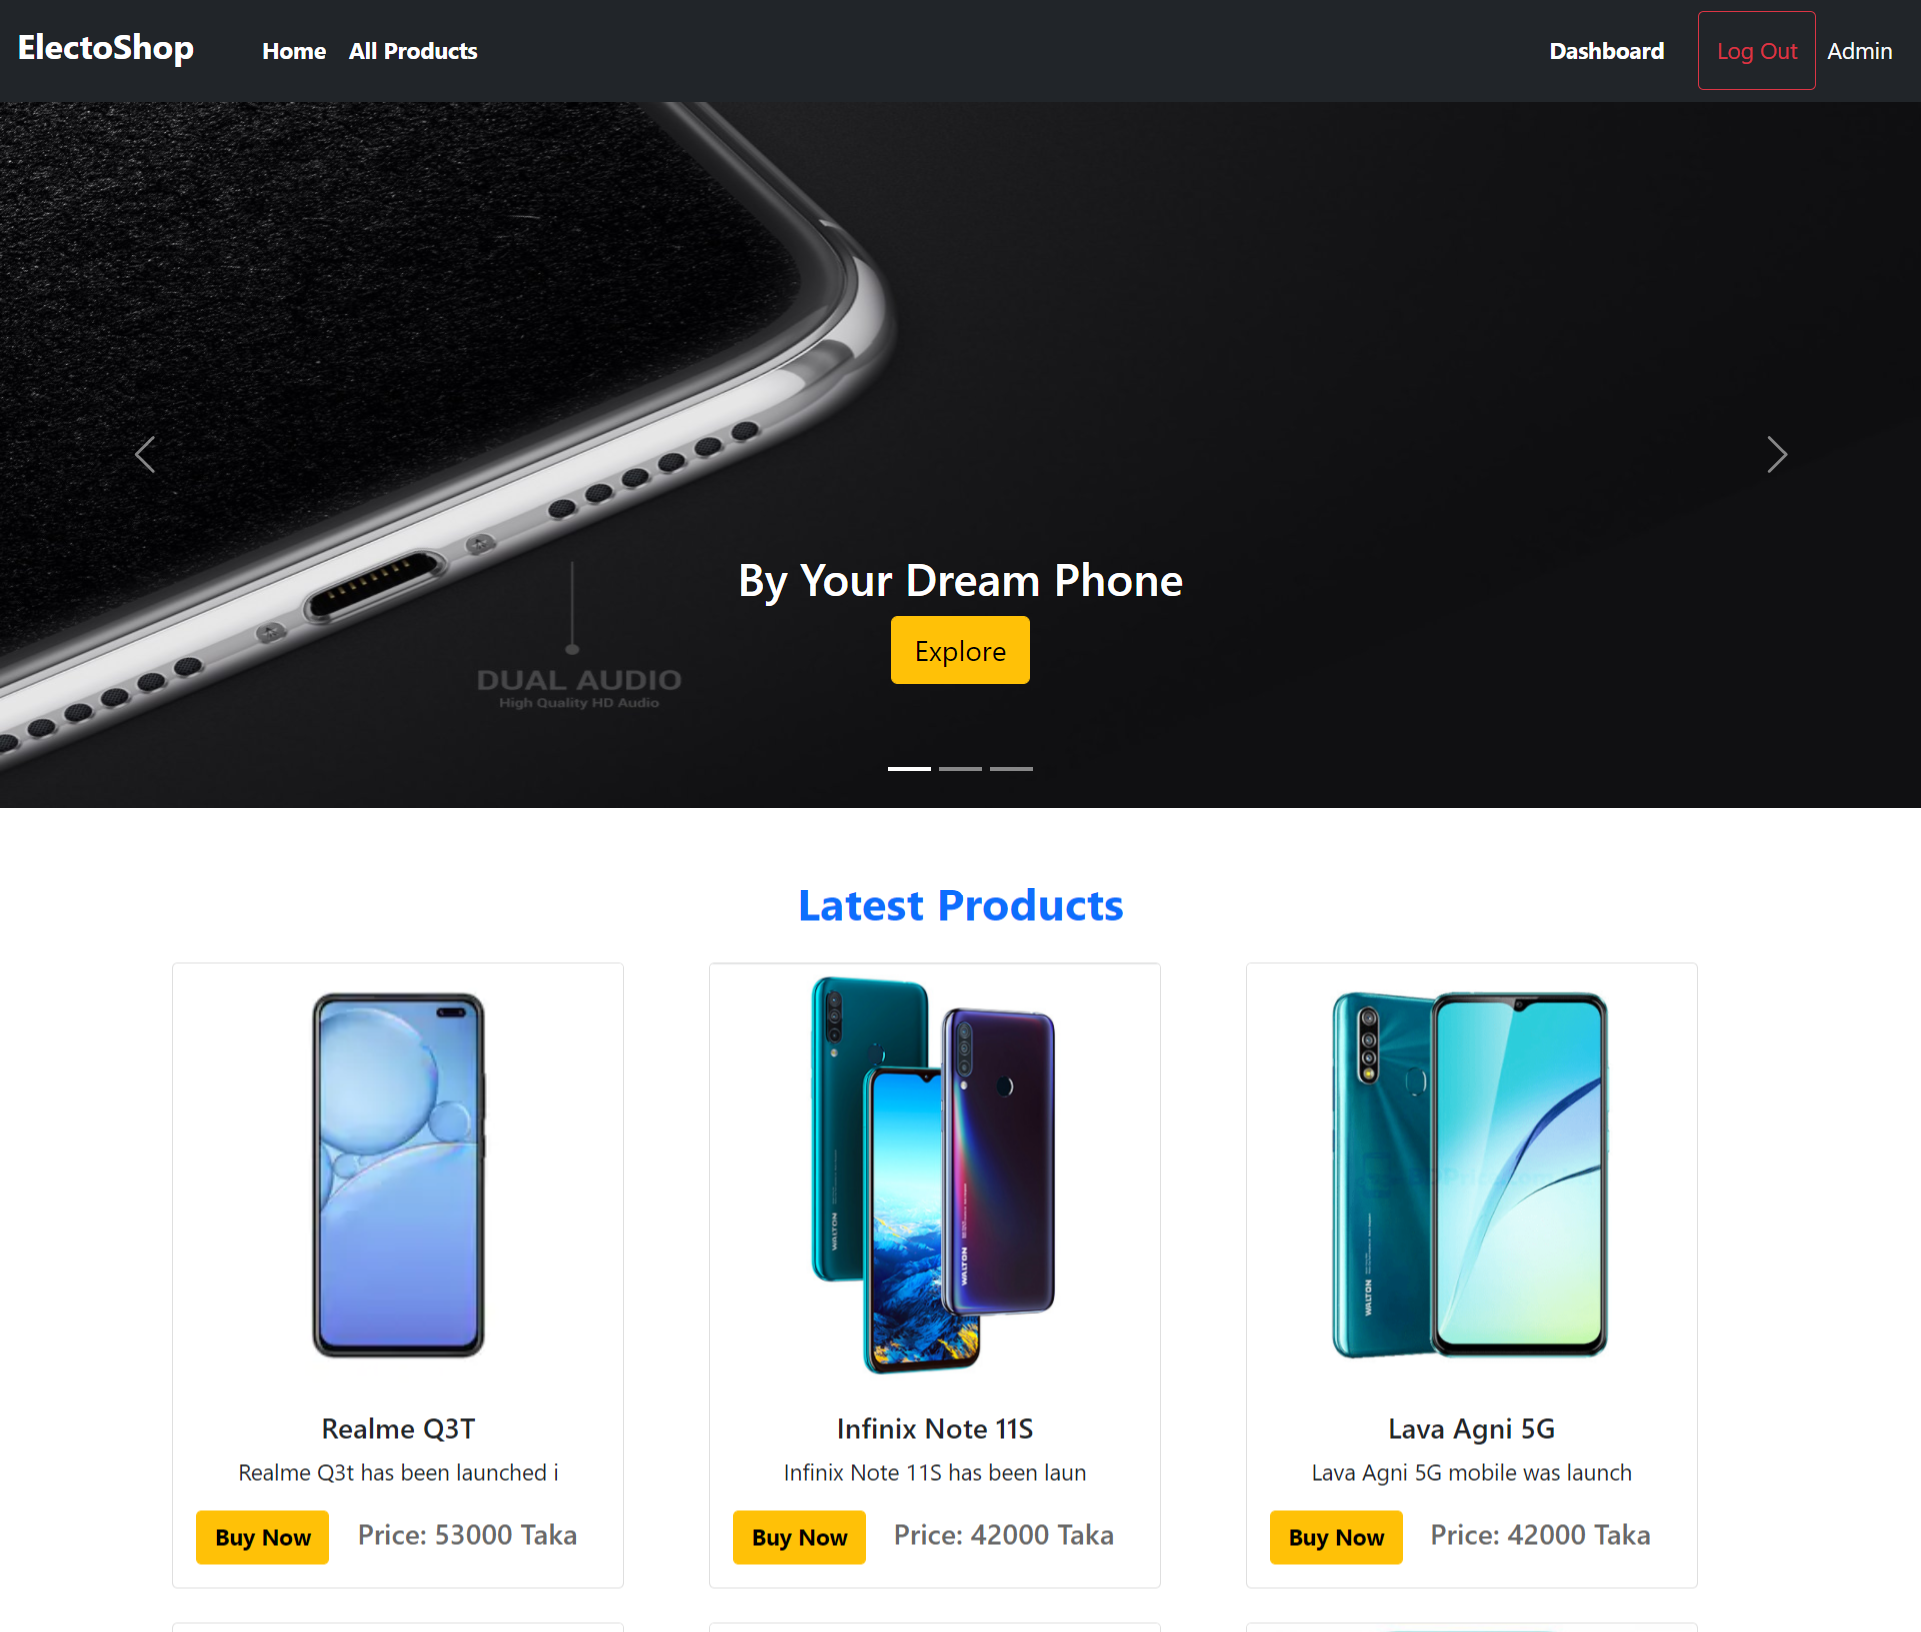 ElectoShop Home All Products Dashboard Log Out Admin
By Your Dream Phone
Explore
DUAL AUDIO
High Quality HD Audio
Latest Products
WALTON
WALTON
WALTON
Realme Q3T
Realme Q3t has been launched i
Buy Now Price: 53000 Taka
Infinix Note 11S
Infinix Note 11S has been laun
Buy Now Price: 42000 Taka
Lava Agni 5G
Lava Agni 5G mobile was launch
Buy Now Price: 42000 Taka